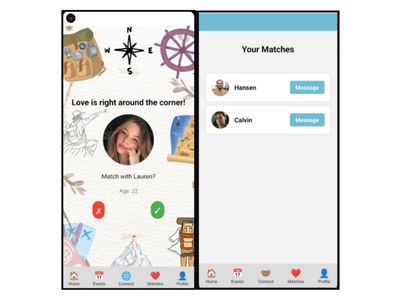 N
W E
S
Love is right around the corner!
Match with Lauren?
Age: 22
Home Events Connect Matches Profile
Your Matches
Hansen Message
Calvin Message
17
Home Events Connect Matches Profile